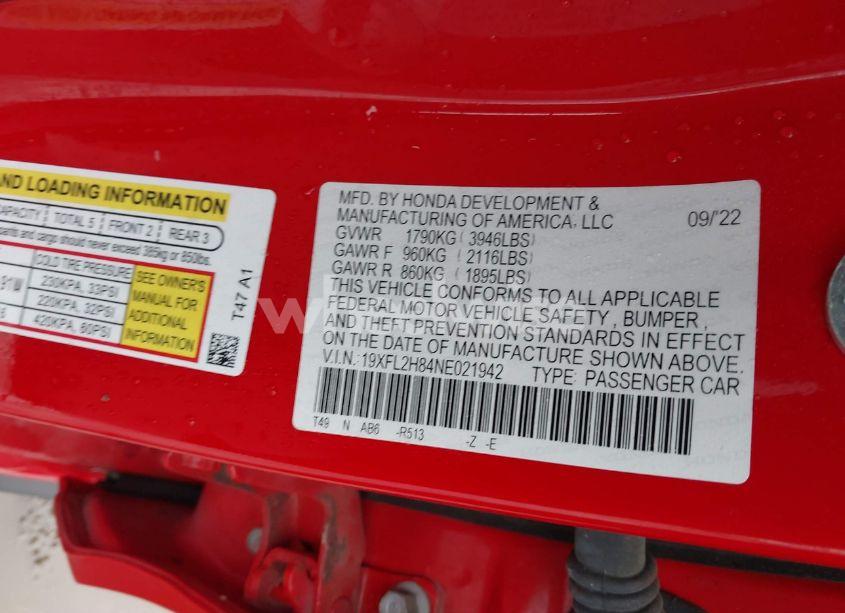 AND LOADING INFORMATION
CAPACITY TOTAL 5 FRONT 2 REAR 3
pants and cargo should never exceed 385kg or 850lbs.
COLD TIRE PRESSURE
91W 230KPA, 33PSI
220KPA, 32PSI
420KPA, 60PSI
SEE OWNER'S
MANUAL FOR
ADDITIONAL
INFORMATION
T47 A1
MFD. BY HONDA DEVELOPMENT &
MANUFACTURING OF AMERICA, LLC 09/22
GVWR 1790KG ( 3946LBS)
GAWR F 960KG ( 2116LBS)
GAWR R 860KG ( 1895LBS)
THIS VEHICLE CONFORMS TO ALL APPLICABLE
FEDERAL MOTOR VEHICLE SAFETY , BUMPER ,
AND THEFT PREVENTION STANDARDS IN EFFECT
ON THE DATE OF MANUFACTURE SHOWN ABOVE.
V.I.N.: 19XFL2H84NE021942 TYPE: PASSENGER CAR
T49 N AB6 -R513 -Z -E